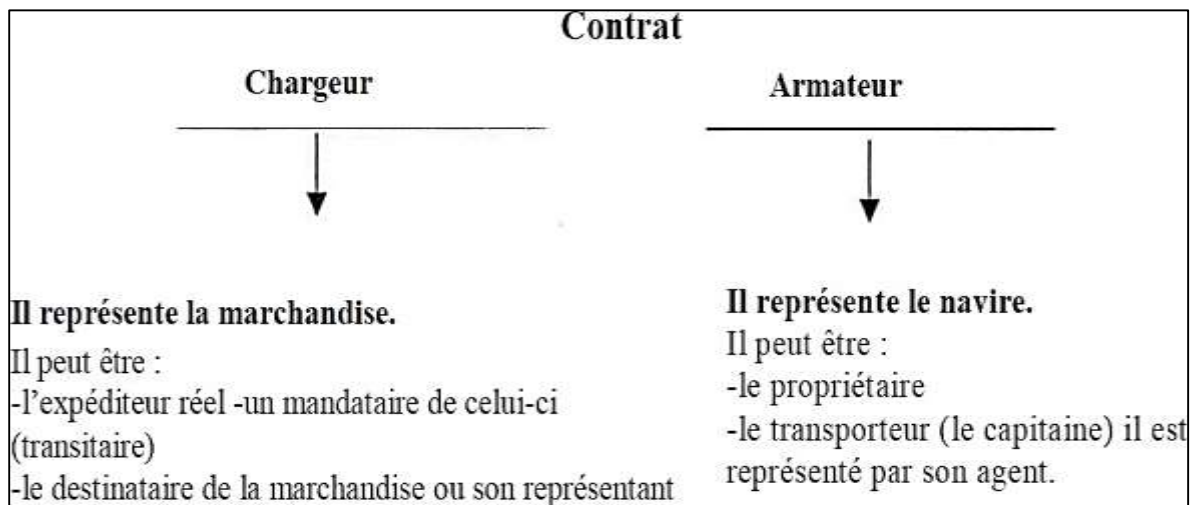 Contrat
Chargeur
Armateur
Il représente la marchandise.
Il peut être :
-l’expéditeur réel -un mandataire de celui-ci
(transitaire)
-le destinataire de la marchandise ou son représentant
Il représente le navire.
Il peut être :
-le propriétaire
-le transporteur (le capitaine) il est
représenté par son agent.